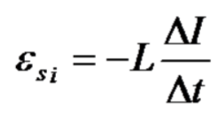 ε_si = -L ΔI/Δt